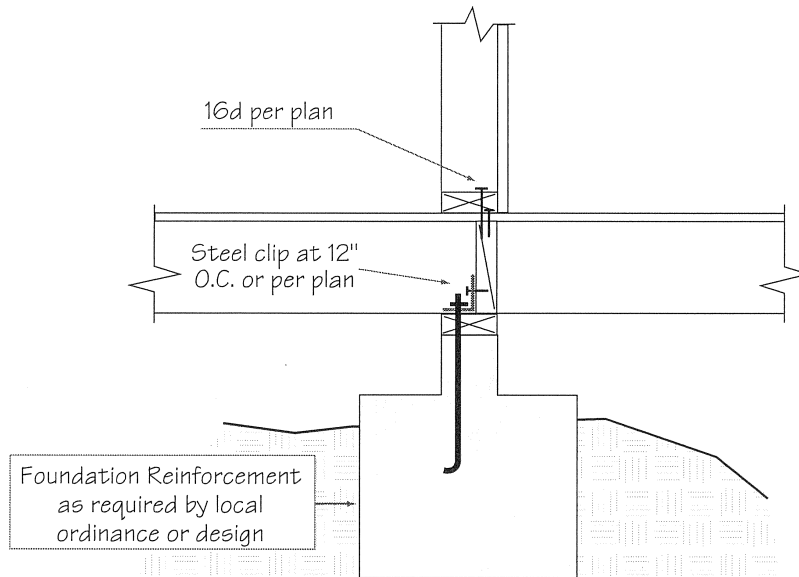 16d per plan
Steel clip at 12"
O.C. or per plan
Foundation Reinforcement
as required by local
ordinance or design